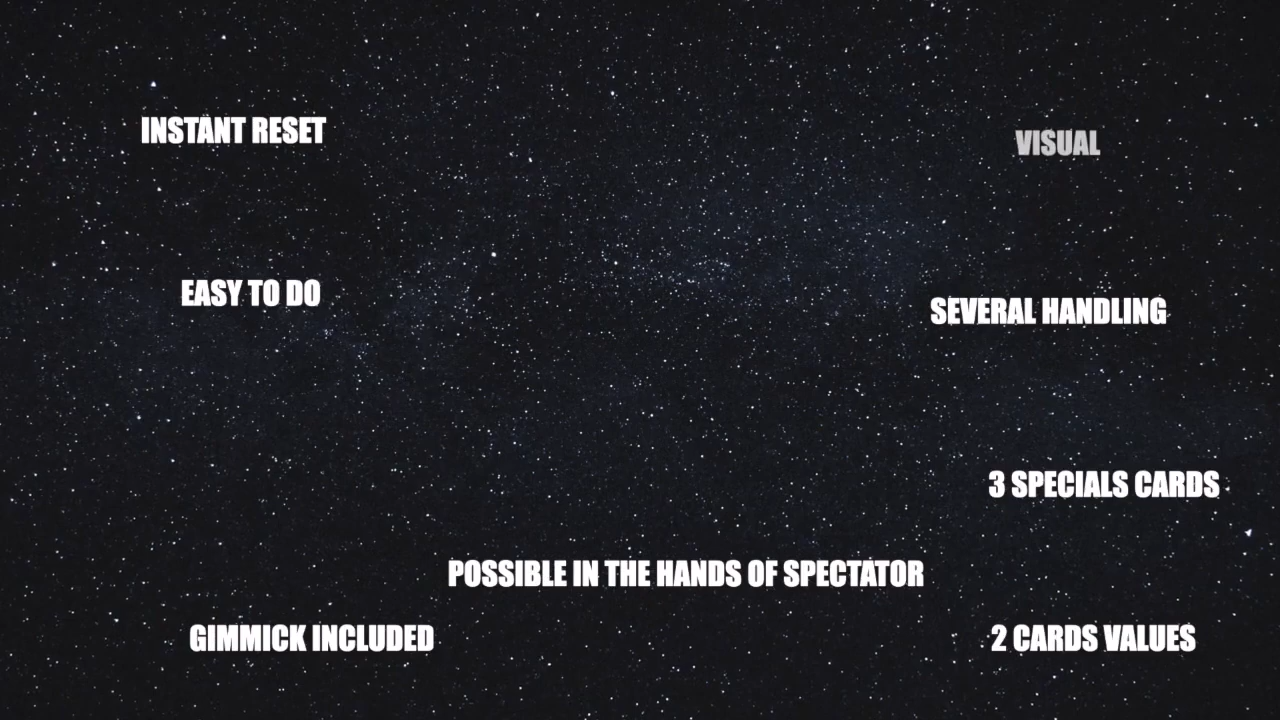 INSTANT RESET
VISUAL
EASY TO DO
SEVERAL HANDLING
3 SPECIALS CARDS
POSSIBLE IN THE HANDS OF SPECTATOR
GIMMICK INCLUDED
2 CARDS VALUES